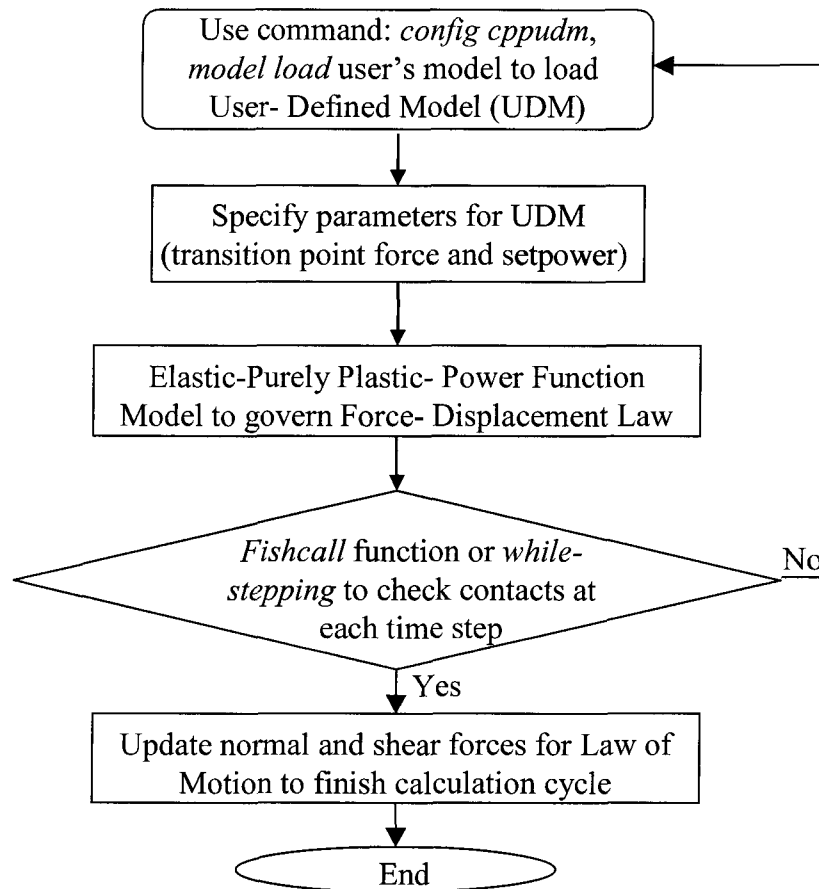 Use command: config cppudm,
model load user's model to load
User- Defined Model (UDM)
Specify parameters for UDM
(transition point force and setpower)
Elastic-Purely Plastic- Power Function
Model to govern Force- Displacement Law
Fishcall function or while-
stepping to check contacts at
each time step
No
Yes
Update normal and shear forces for Law of
Motion to finish calculation cycle
End